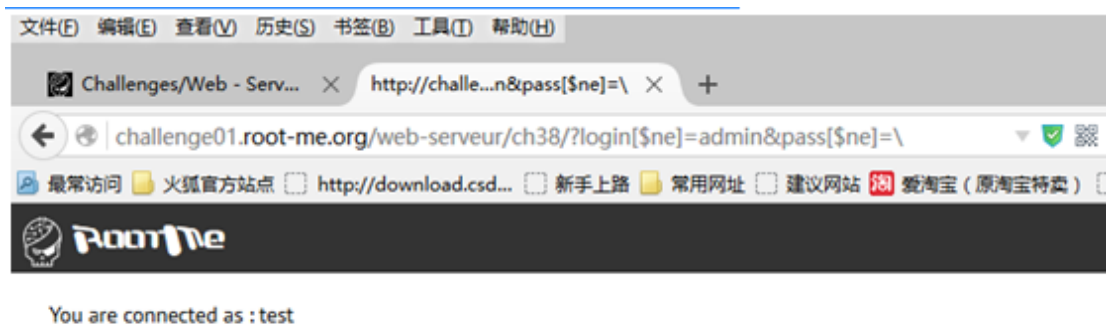 文件(F) 编辑(E) 查看(V) 历史(S) 书签(B) 工具(T) 帮助(H)
Challenges/Web - Serv... × http://challe...n&pass[$ne]=\ × +
challenge01.root-me.org/web-serveur/ch38/?login[$ne]=admin&pass[$ne]=\
最常访问 火狐官方站点 http://download.csd... 新手上路 常用网址 建议网站 淘 爱淘宝（原淘宝特卖）
ROOTMe
You are connected as : test